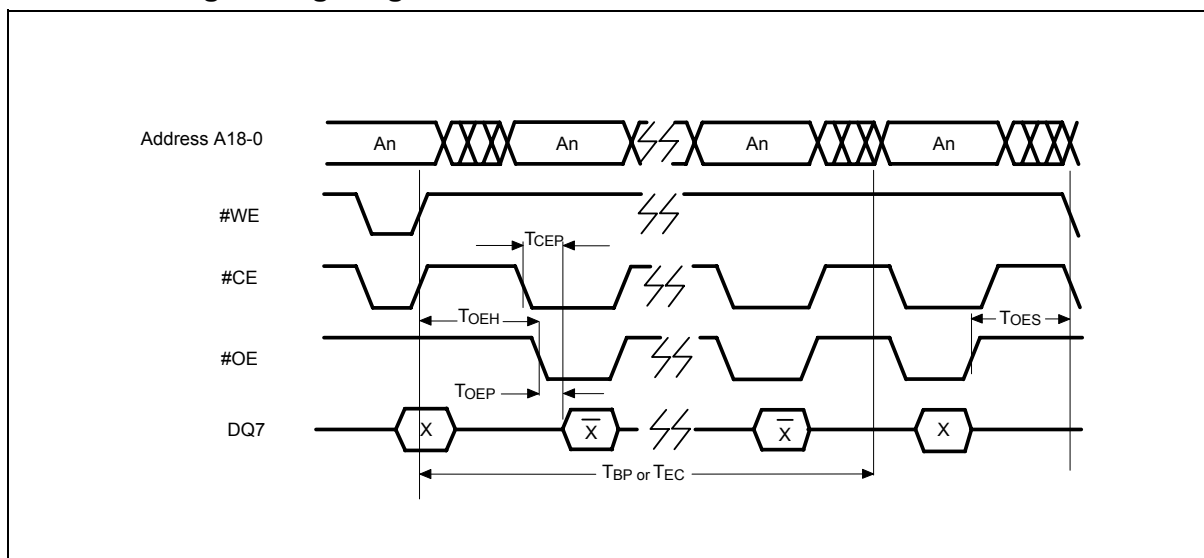 Address A18-0 An An An An
#WE
TCEP
#CE
TOEH TOES
#OE
TOEP
DQ7 X X̅ X̅ X
TBP or TEC